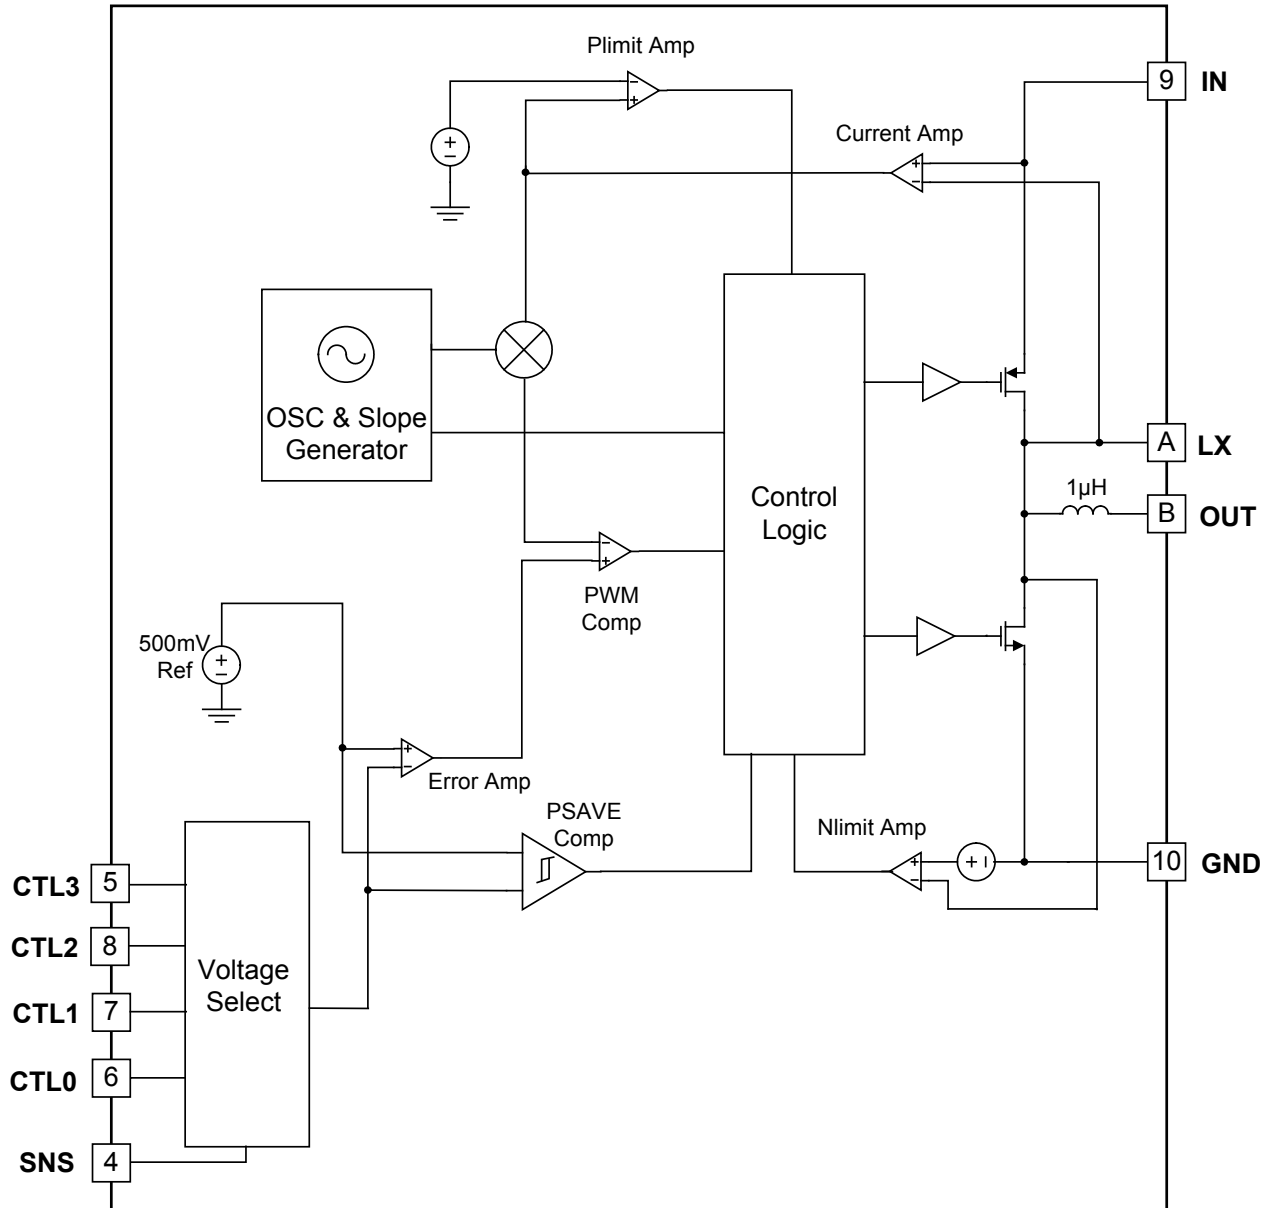 Plimit Amp
9 IN
Current Amp
OSC & Slope
Generator
Control
Logic
A LX
1µH
B OUT
PWM
Comp
500mV
Ref
Error Amp
PSAVE
Comp
Nlimit Amp
10 GND
CTL3 5
CTL2 8
Voltage
Select
CTL1 7
CTL0 6
SNS 4